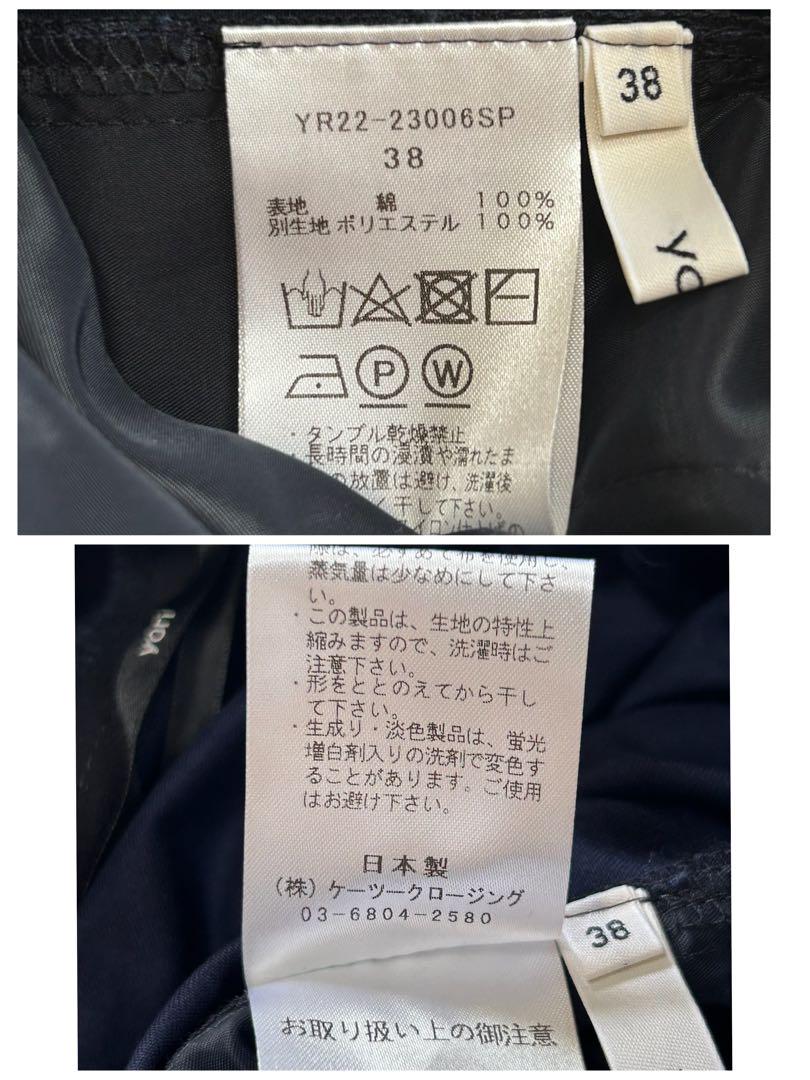 YR22-23006SP
38
表地 綿 100%
別生地 ポリエステル 100%
P W
・タンブル乾燥禁止
・長時間の浸漬や濡れたま
の放置は避け、洗濯後
干して下さい。
38
yo
蒸気量は少なめにして下さ
い。
・この製品は、生地の特性上
縮みますので、洗濯時はご
注意下さい。
・形をととのえてから干し
て下さい。
・生成り・淡色製品は、蛍光
増白剤入りの洗剤で変色す
ることがあります。ご使用
はお避け下さい。
日本製
(株)ケーツークロージング
03-6804-2580
お取り扱い上の御注意
38
yori